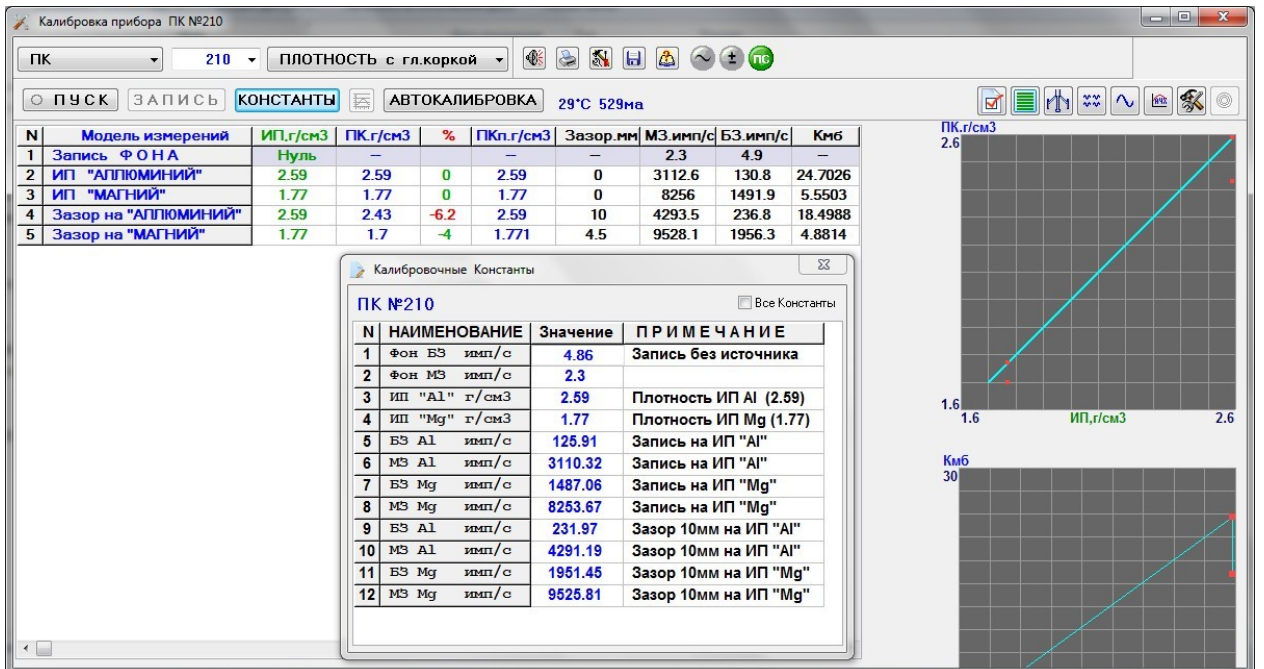 Калибровка прибора ПК №210
ПК 210 ПЛОТНОСТЬ с гл.коркой ПС
ПУСК ЗАПИСЬ КОНСТАНТЫ АВТОКАЛИБРОВКА 29°C 529ма
N Модель измерений ИП,г/см3 ПК.г/см3 % ПКп.г/см3 Зазор.мм МЗ.имп/с БЗ.имп/с Кмб
1 Запись ФОНА Нуль – – – 2.3 4.9 –
2 ИП "АЛЛЮМИНИЙ" 2.59 2.59 0 2.59 0 3112.6 130.8 24.7026
3 ИП "МАГНИЙ" 1.77 1.77 0 1.77 0 8256 1491.9 5.5503
4 Зазор на "АЛЛЮМИНИЙ" 2.59 2.43 -6.2 2.59 10 4293.5 236.8 18.4988
5 Зазор на "МАГНИЙ" 1.77 1.7 -4 1.771 4.5 9528.1 1956.3 4.8814
Калибровочные Константы
ПК №210 Все Константы
N НАИМЕНОВАНИЕ Значение ПРИМЕЧАНИЕ
1 Фон БЗ имп/с 4.86 Запись без источника
2 Фон МЗ имп/с 2.3
3 ИП "Al" г/см3 2.59 Плотность ИП Al (2.59)
4 ИП "Mg" г/см3 1.77 Плотность ИП Mg (1.77)
5 БЗ Al имп/с 125.91 Запись на ИП "Al"
6 МЗ Al имп/с 3110.32 Запись на ИП "Al"
7 БЗ Mg имп/с 1487.06 Запись на ИП "Mg"
8 МЗ Mg имп/с 8253.67 Запись на ИП "Mg"
9 БЗ Al имп/с 231.97 Зазор 10мм на ИП "Al"
10 МЗ Al имп/с 4291.19 Зазор 10мм на ИП "Al"
11 БЗ Mg имп/с 1951.45 Зазор 10мм на ИП "Mg"
12 МЗ Mg имп/с 9525.81 Зазор 10мм на ИП "Mg"
ПК.г/см3
2.6
1.6
1.6 ИП,г/см3 2.6
Кмб
30